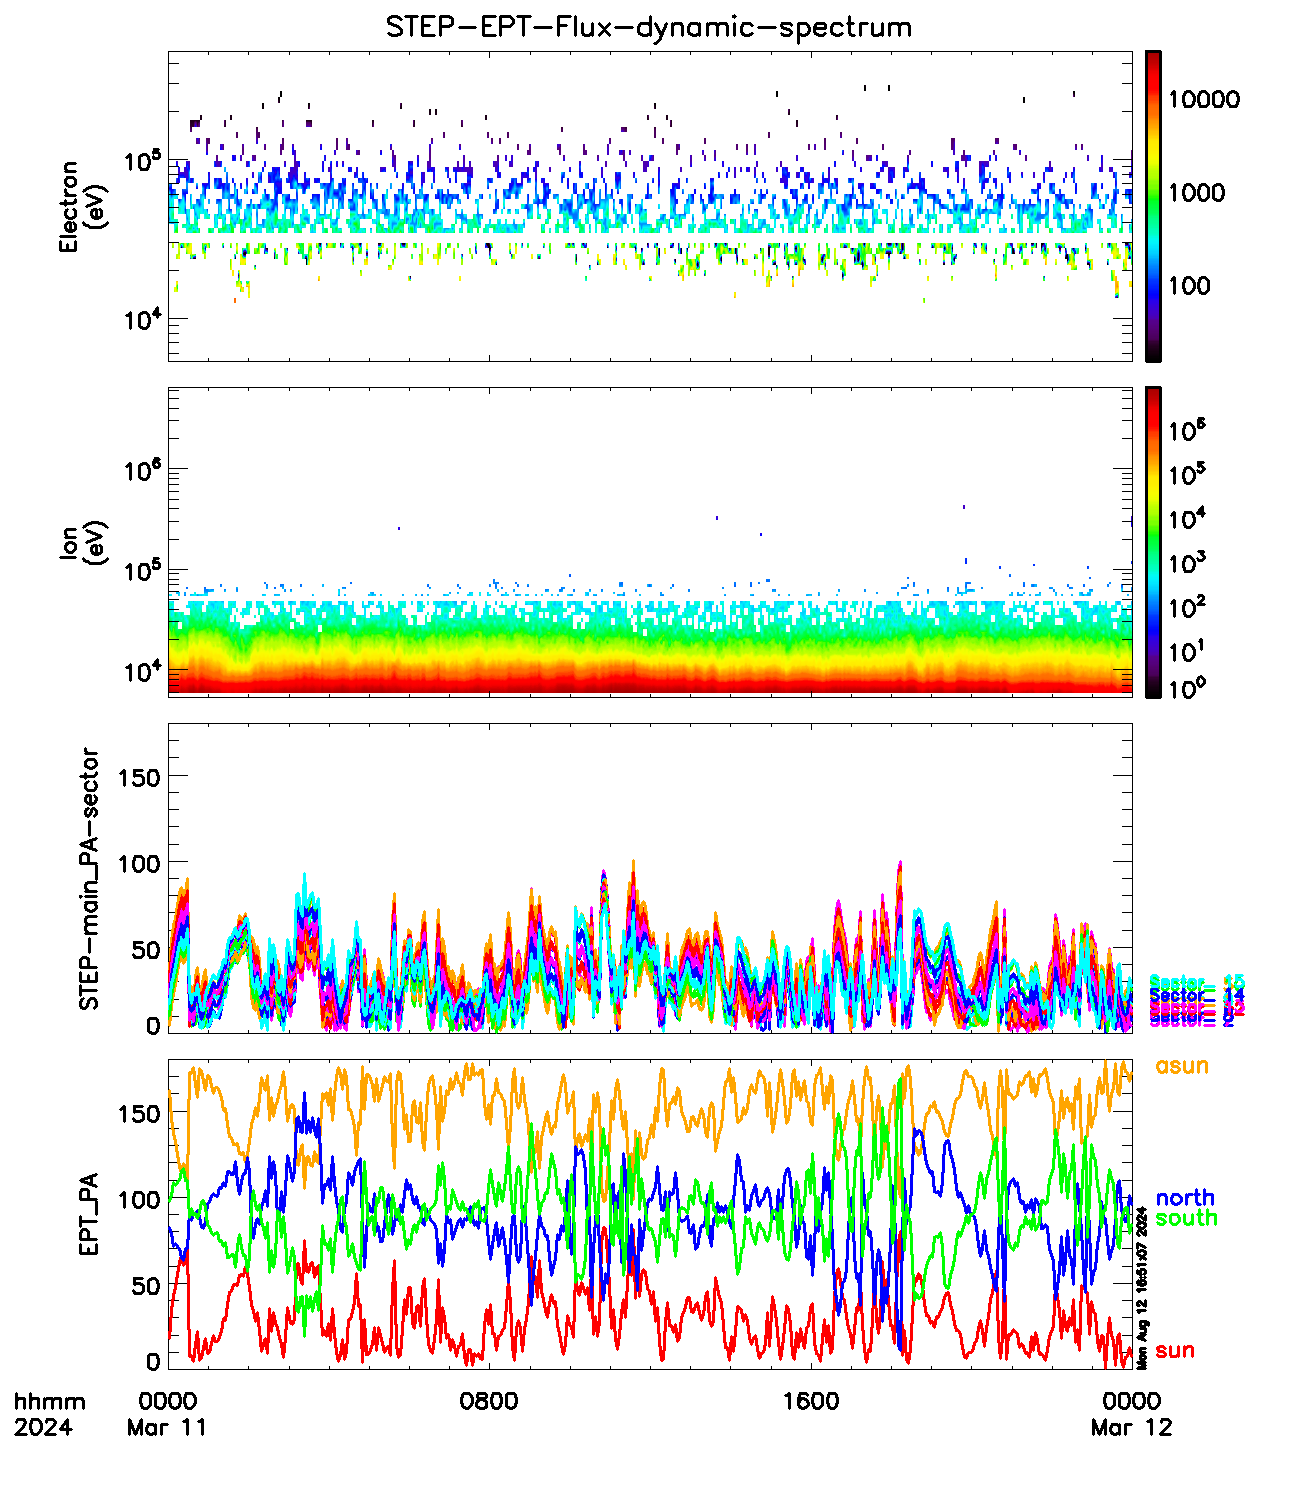 STEP-EPT-Flux-dynamic-spectrum
Electron
(eV)
10^5
10^4
10000
1000
100
Ion
(eV)
10^6
10^5
10^4
10^6
10^5
10^4
10^3
10^2
10^1
10^0
STEP-main_PA-sector
150
100
50
0
Sector_ 15
Sector_ 14
EPT_PA
150
100
50
0
asun
north
south
sun
Mon Aug 12 16:51:07 2024
hhmm 0000 0800 1600 0000
2024 Mar 11 Mar 12